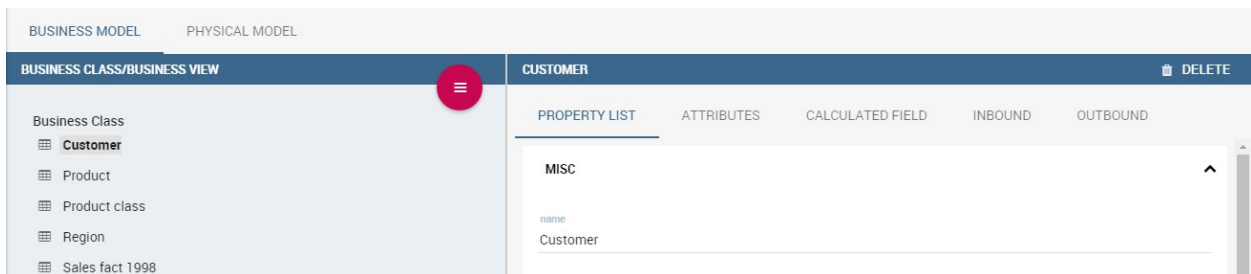 BUSINESS MODEL PHYSICAL MODEL
BUSINESS CLASS/BUSINESS VIEW
Business Class
Customer
Product
Product class
Region
Sales fact 1998
CUSTOMER DELETE
PROPERTY LIST ATTRIBUTES CALCULATED FIELD INBOUND OUTBOUND
MISC
name
Customer